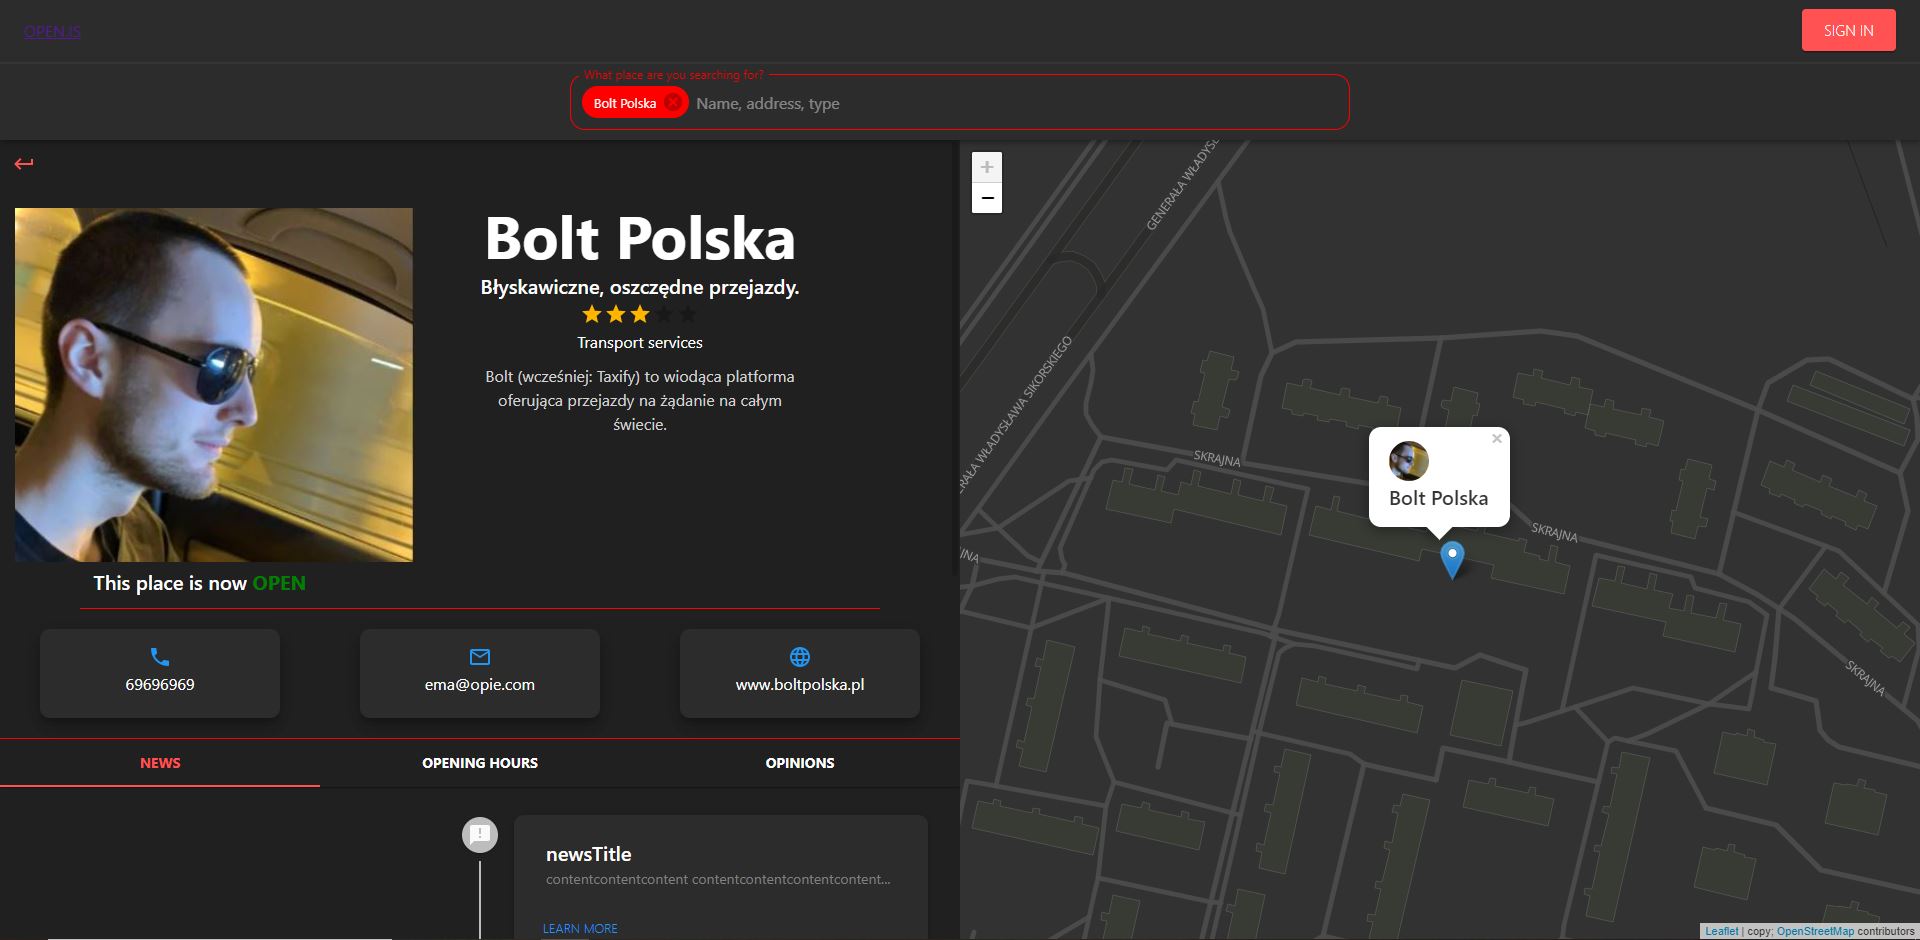 OPENJS
SIGN IN
What place are you searching for?
Bolt Polska
Name, address, type
Bolt Polska
Błyskawiczne, oszczędne przejazdy.
Transport services
Bolt (wcześniej: Taxify) to wiodąca platforma
oferująca przejazdy na żądanie na całym
świecie.
This place is now OPEN
69696969
ema@opie.com
www.boltpolska.pl
NEWS
OPENING HOURS
OPINIONS
newsTitle
contentcontentcontent contentcontentcontentcontent...
LEARN MORE
+
−
GENERAŁA WŁADYSŁ
ERAŁA WŁADYSŁAWA SIKORSKIEGO
SKRAJNA
Bolt Polska
SKRAJNA
JNA
SKRAJNA
Leaflet | copy; OpenStreetMap contributors